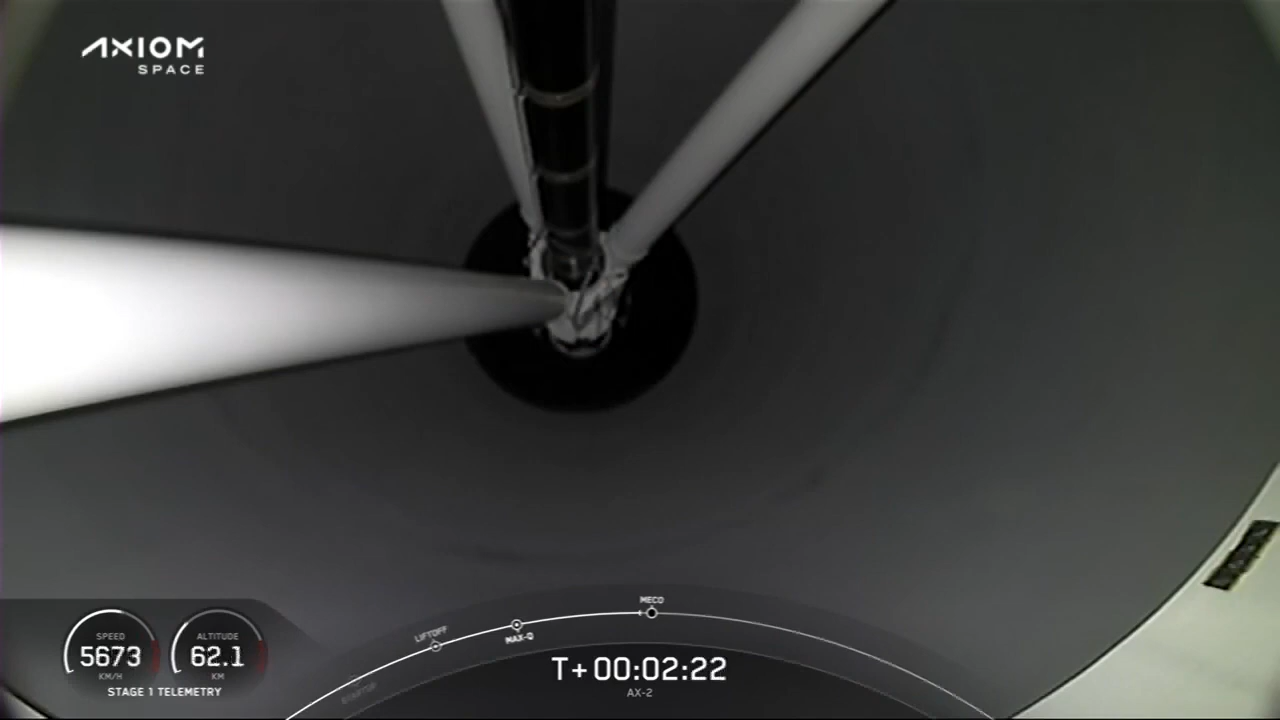 AXIOM
SPACE
MECO
LIFTOFF
MAX-Q
STARTUP
SPEED
5673
KM/H
ALTITUDE
62.1
KM
STAGE 1 TELEMETRY
T+00:02:22
AX-2